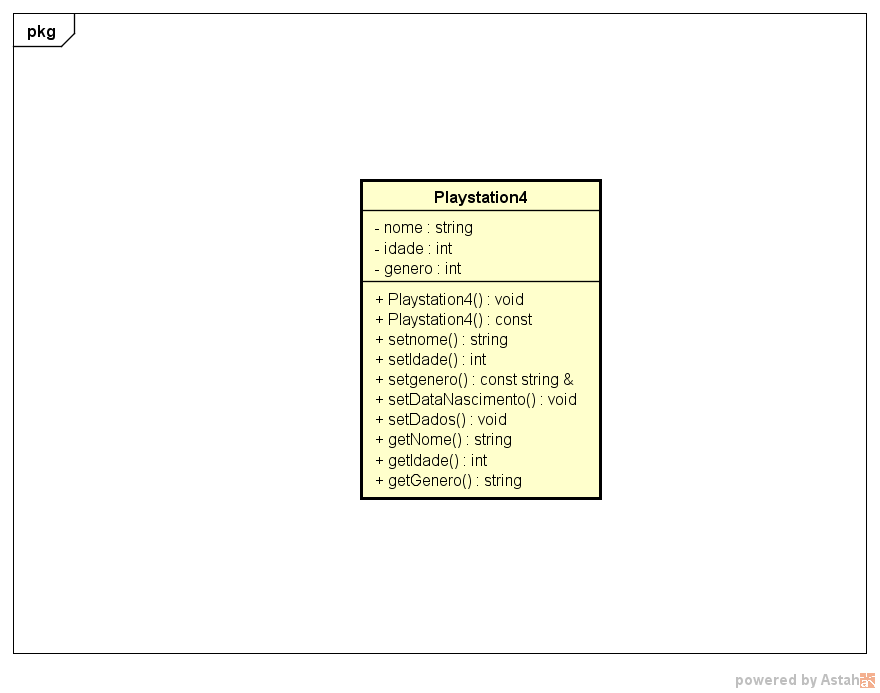 pkg
Playstation4
- nome : string
- idade : int
- genero : int
+ Playstation4() : void
+ Playstation4() : const
+ setnome() : string
+ setIdade() : int
+ setgenero() : const string &
+ setDataNascimento() : void
+ setDados() : void
+ getNome() : string
+ getIdade() : int
+ getGenero() : string
powered by Astah